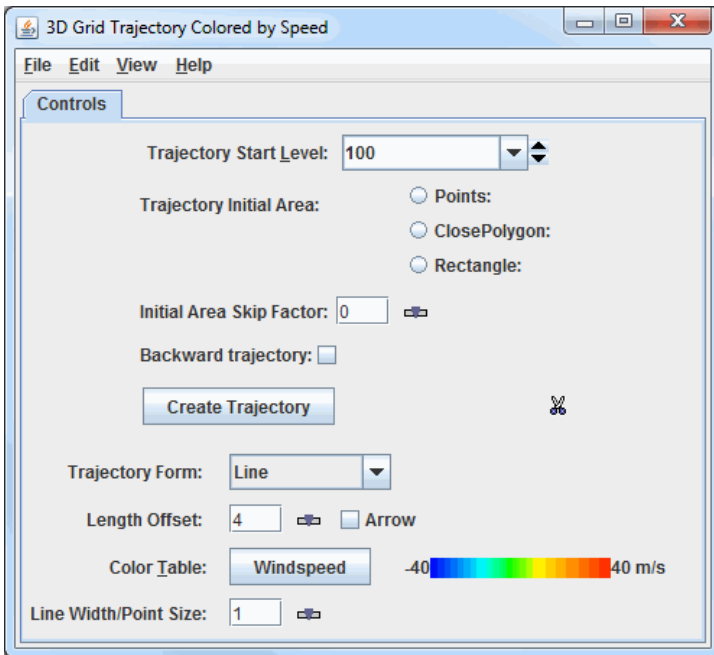 3D Grid Trajectory Colored by Speed
File Edit View Help
Controls
Trajectory Start Level: 100
Trajectory Initial Area: Points:
ClosePolygon:
Rectangle:
Initial Area Skip Factor: 0
Backward trajectory:
Create Trajectory
Trajectory Form: Line
Length Offset: 4 Arrow
Color Table: Windspeed -40 40 m/s
Line Width/Point Size: 1